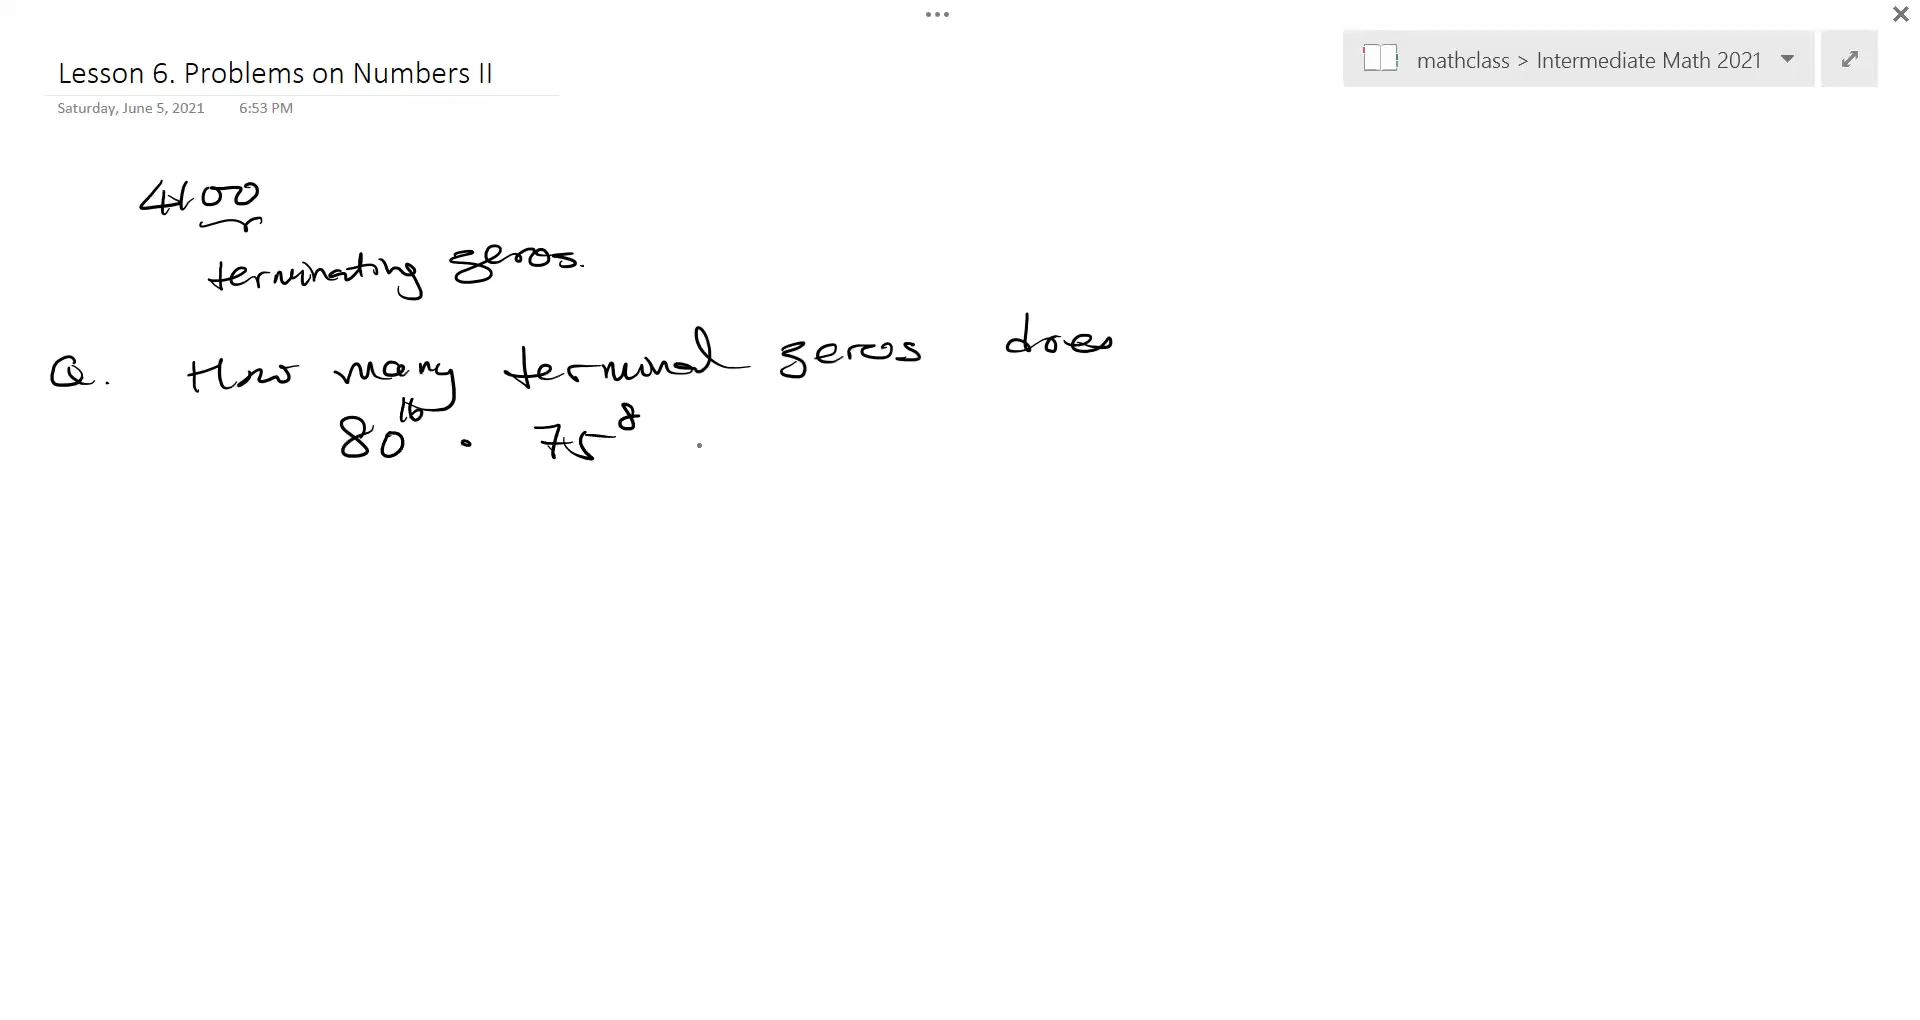 ...
mathclass > Intermediate Math 2021
Lesson 6. Problems on Numbers II
Saturday, June 5, 2021 6:53 PM
4100
terminating zeros.
Q. How many terminal zeros does
80^16 · 75^8